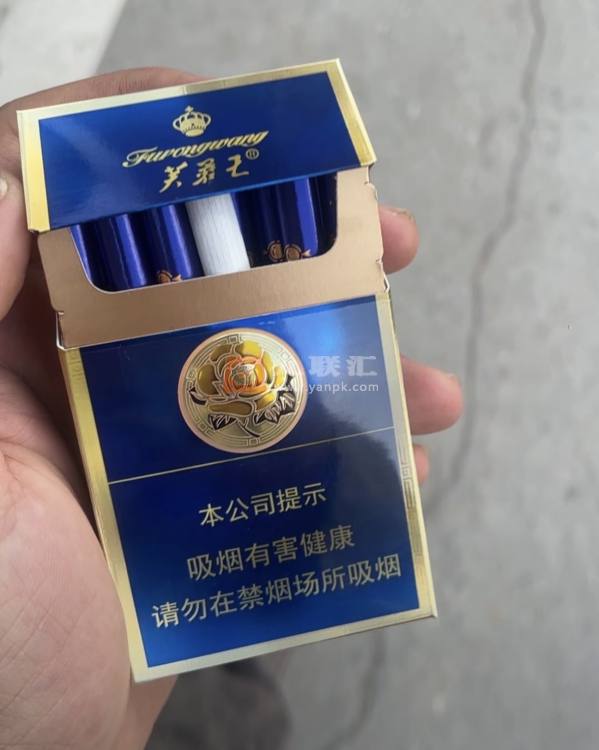 Furongwang
芙蓉王®
联汇
.yanpk.com
本公司提示
吸烟有害健康
请勿在禁烟场所吸烟